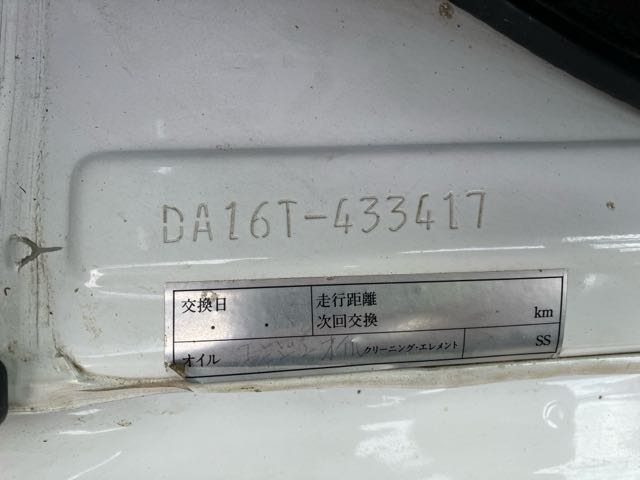 DA16T-433417
交換日
走行距離
次回交換
km
オイル
クリーニング・エレメント
SS